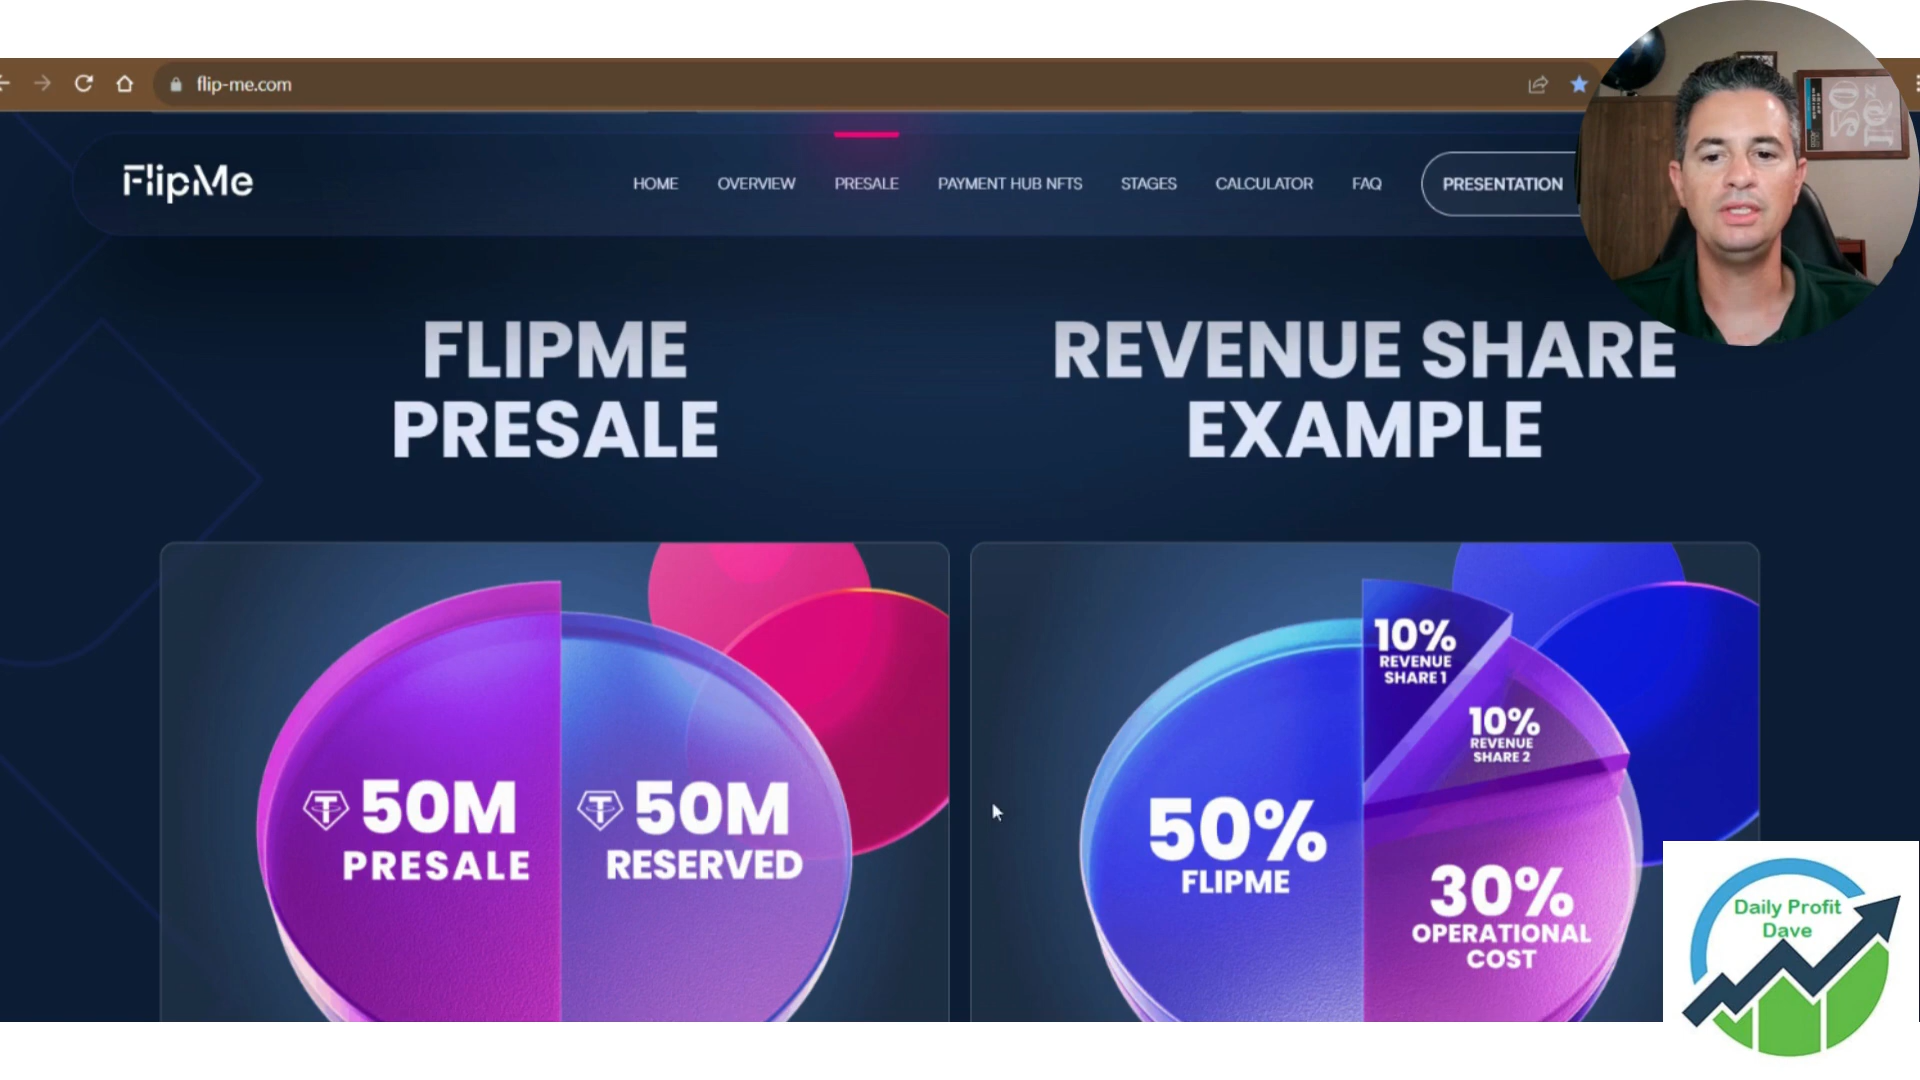 flip-me.com
FlipMe
HOME
OVERVIEW
PRESALE
PAYMENT HUB NFTS
STAGES
CALCULATOR
FAQ
PRESENTATION
FLIPME
PRESALE
REVENUE SHARE
EXAMPLE
50M
PRESALE
50M
RESERVED
10%
REVENUE
SHARE 1
10%
REVENUE
SHARE 2
50%
FLIPME
30%
OPERATIONAL
COST
Daily Profit
Dave